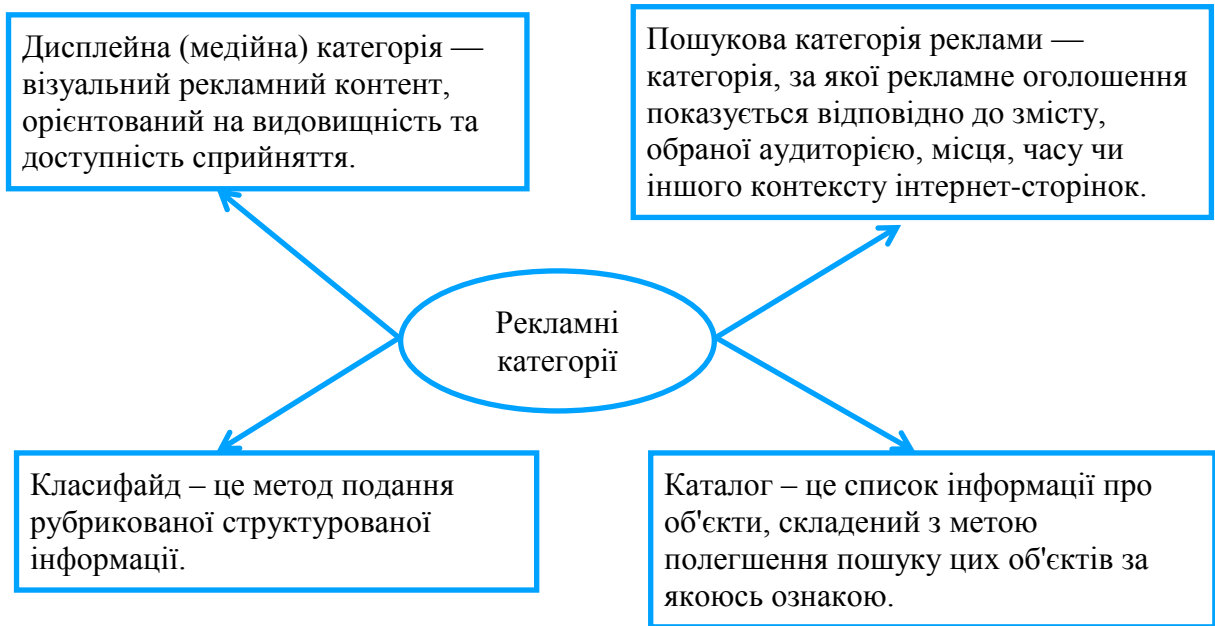 Дисплейна (медійна) категорія —
візуальний рекламний контент,
орієнтований на видовищність та
доступність сприйняття.
Пошукова категорія реклами —
категорія, за якої рекламне оголошення
показується відповідно до змісту,
обраної аудиторією, місця, часу чи
іншого контексту інтернет-сторінок.
Рекламні
категорії
Класифайд – це метод подання
рубрикованої структурованої
інформації.
Каталог – це список інформації про
об'єкти, складений з метою
полегшення пошуку цих об'єктів за
якоюсь ознакою.